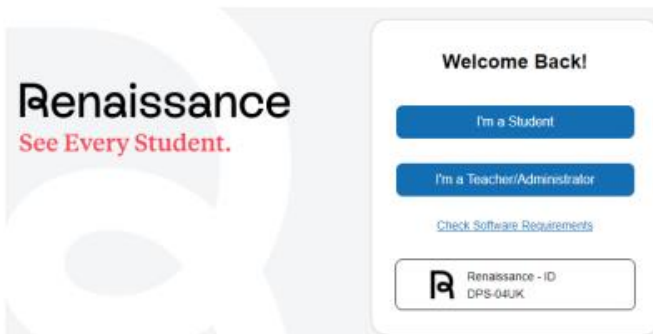 Renaissance
See Every Student.
Welcome Back!
I'm a Student
I'm a Teacher/Administrator
Check Software Requirements
Renaissance - ID
DPS-04UK